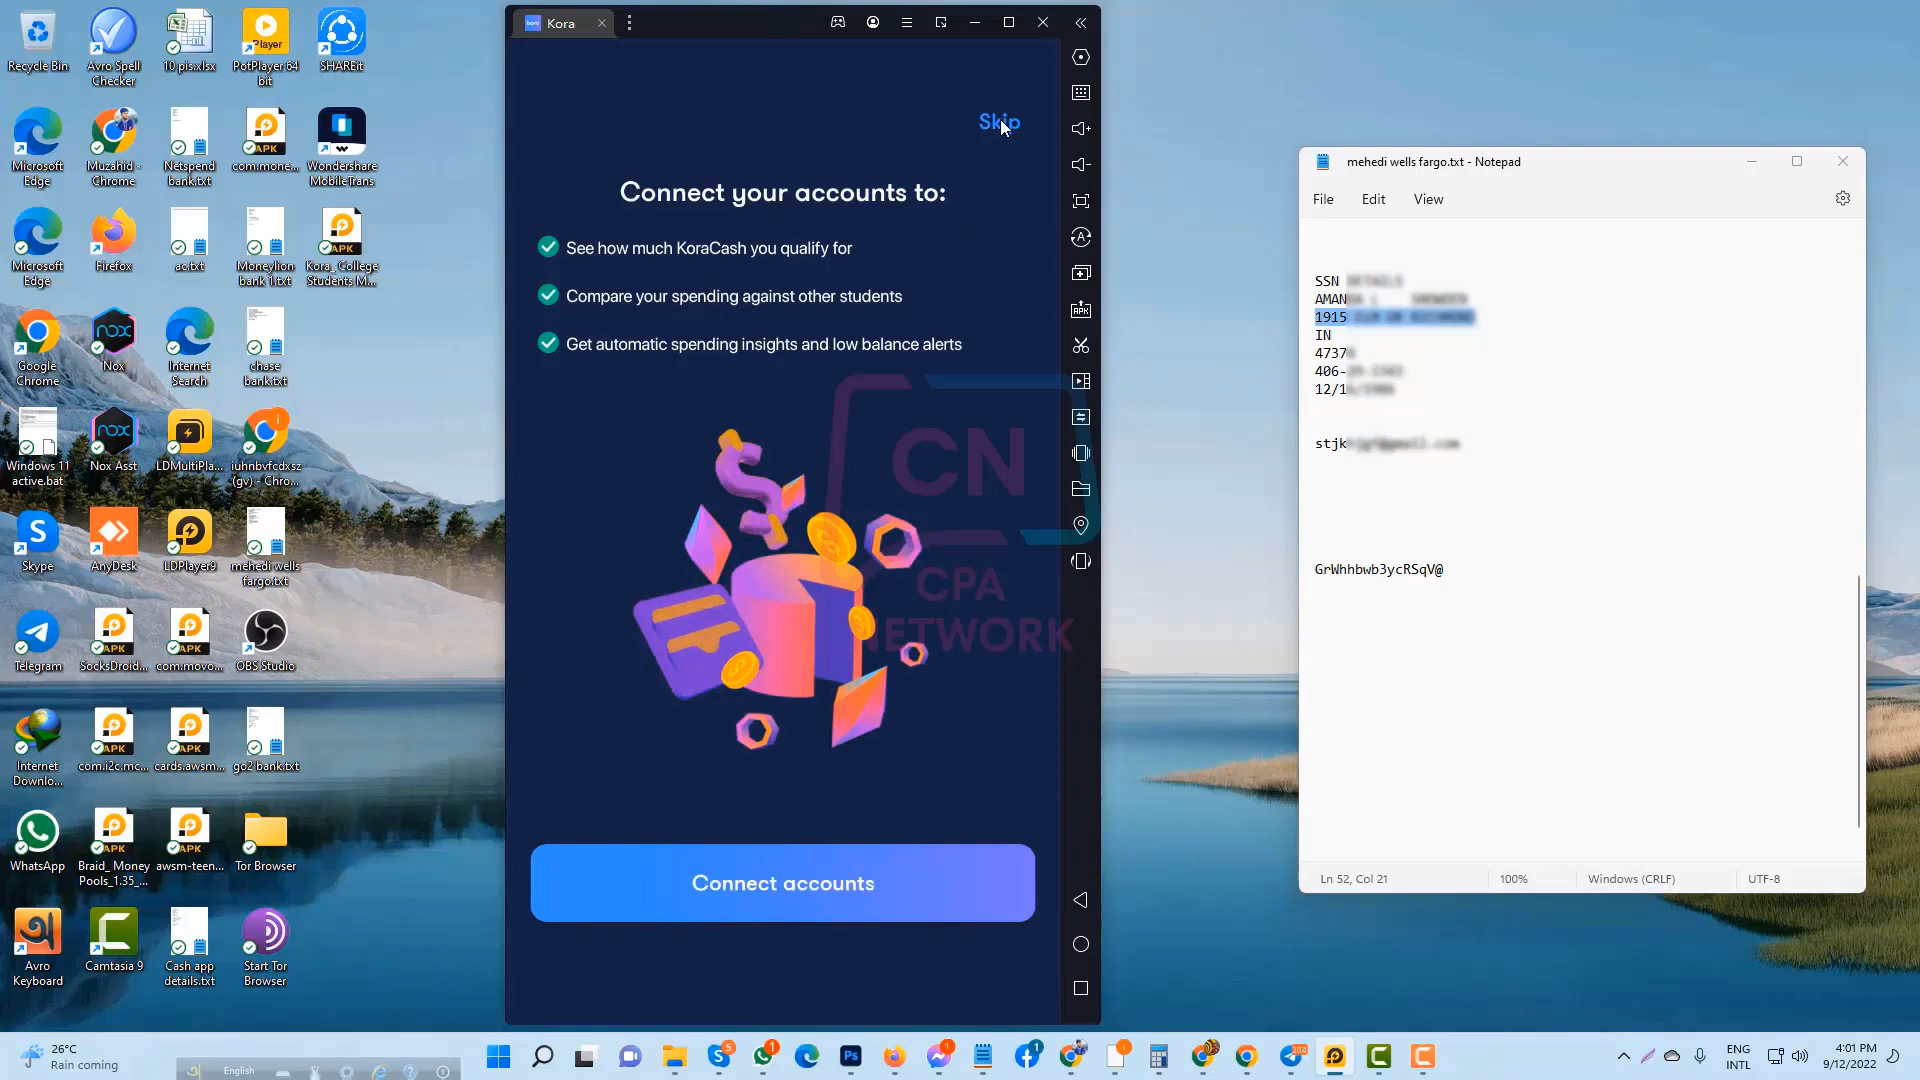 Recycle Bin
Avro Spell
Checker
10 pis.xlsx
PotPlayer 64
bit
SHAREit
Microsoft
Edge
Muzahid -
Chrome
Netspend
bank.txt
com.mone...
Wondershare
MobileTrans
Microsoft
Edge
Firefox
ac.txt
Moneylion
bank 1.txt
Kora_ College
Students M...
Google
Chrome
Nox
Internet
Search
chase
bank.txt
Windows 11
active.bat
Nox Asst
LDMultiPla...
iuhnbvfcdxsz
(gv) - Chro...
Skype
AnyDesk
LDPlayer9
mehedi wells
fargo.txt
Telegram
SocksDroid...
com.movo...
OBS Studio
Internet
Downlo...
com.i2c.mc...
cards.awsm...
go2 bank.txt
WhatsApp
Braid_ Money
Pools_1.35_...
awsm-teen...
Tor Browser
Avro
Keyboard
Camtasia 9
Cash app
details.txt
Start Tor
Browser
Kora
Skip
Connect your accounts to:
See how much KoraCash you qualify for
Compare your spending against other students
Get automatic spending insights and low balance alerts
CN
CPA
NETWORK
Connect accounts
mehedi wells fargo.txt - Notepad
File Edit View
SSN
AMAN
1915
IN
4737
406-
12/1
stjk
GrWhhbwb3ycRSqV@
Ln 52, Col 21
100%
Windows (CRLF)
UTF-8
26°C
Rain coming
English
ENG
INTL
4:01 PM
9/12/2022